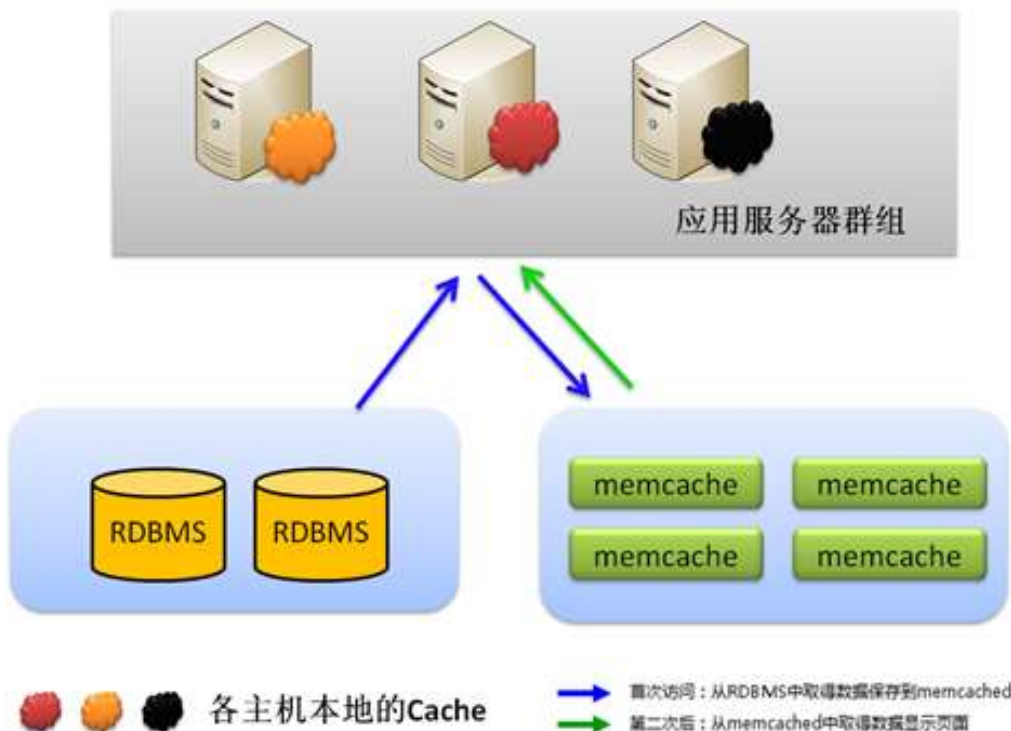 应用服务器群组
RDBMS
RDBMS
memcache
memcache
memcache
memcache
各主机本地的Cache
首次访问：从RDBMS中取得数据保存到memcached
第二次后：从memcached中取得数据显示页面